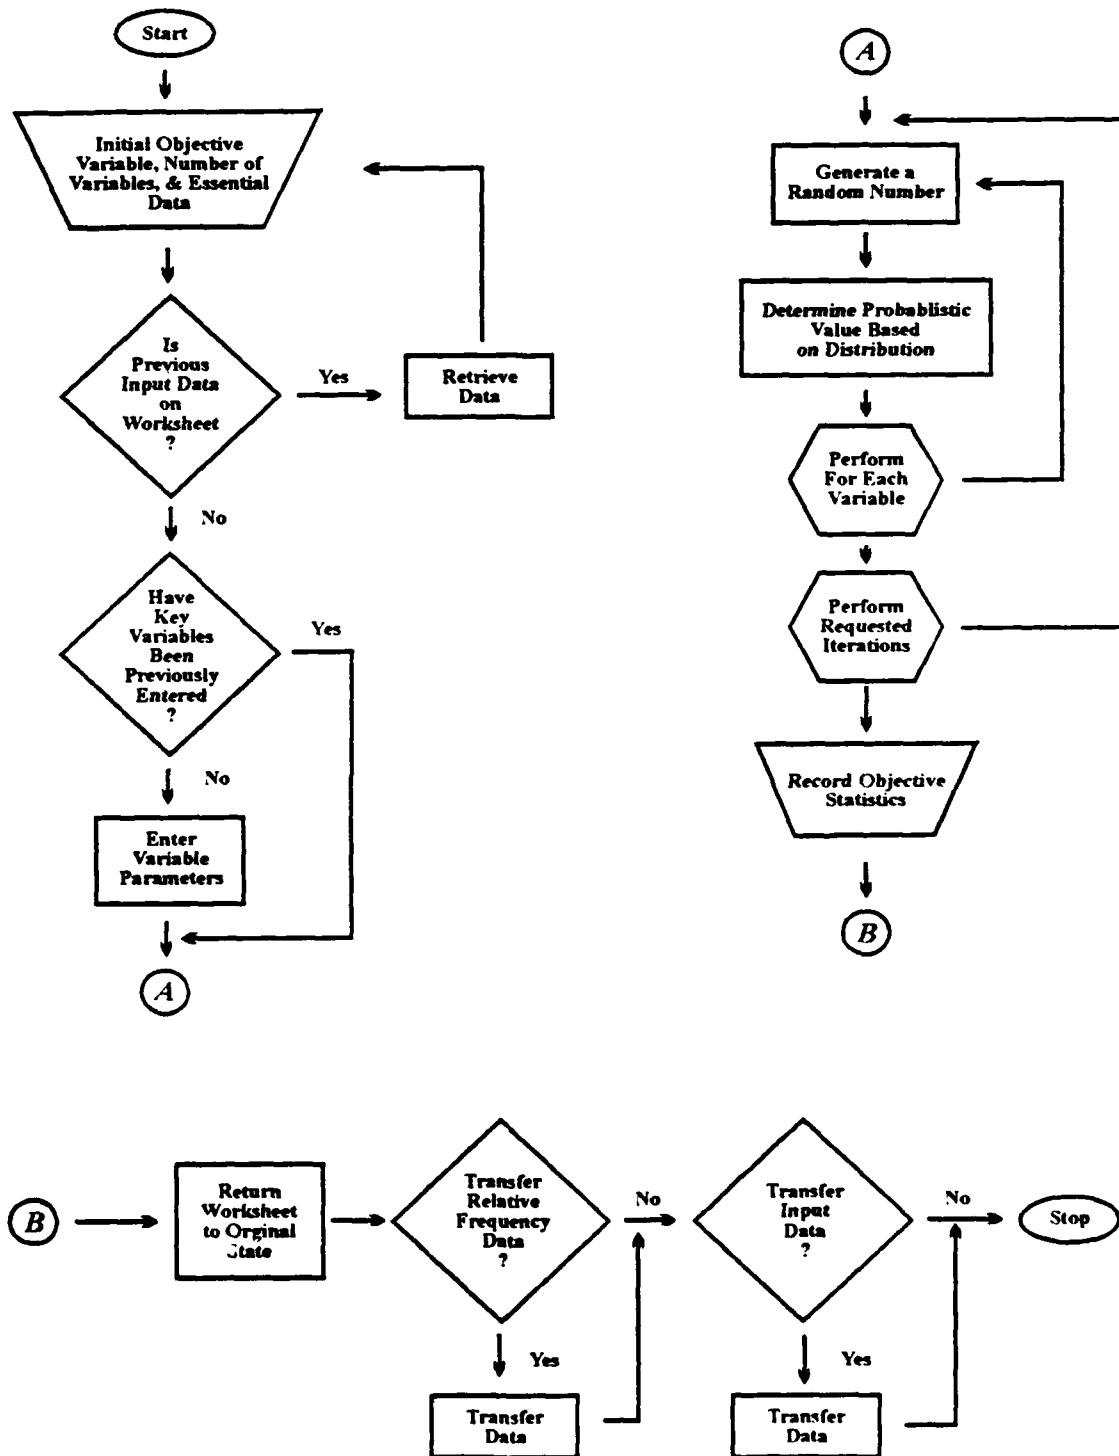 Start
Initial Objective
Variable, Number of
Variables, & Essential
Data
Is
Previous
Input Data
on
Worksheet
?
Yes
Retrieve
Data
No
Have
Key
Variables
Been
Previously
Entered
?
Yes
No
Enter
Variable
Parameters
A
A
Generate a
Random Number
Determine Probablistic
Value Based
on Distribution
Perform
For Each
Variable
Perform
Requested
Iterations
Record Objective
Statistics
B
B
Return
Worksheet
to Orginal
State
Transfer
Relative
Frequency
Data
?
No
Yes
Transfer
Data
Transfer
Input
Data
?
No
Yes
Transfer
Data
Stop